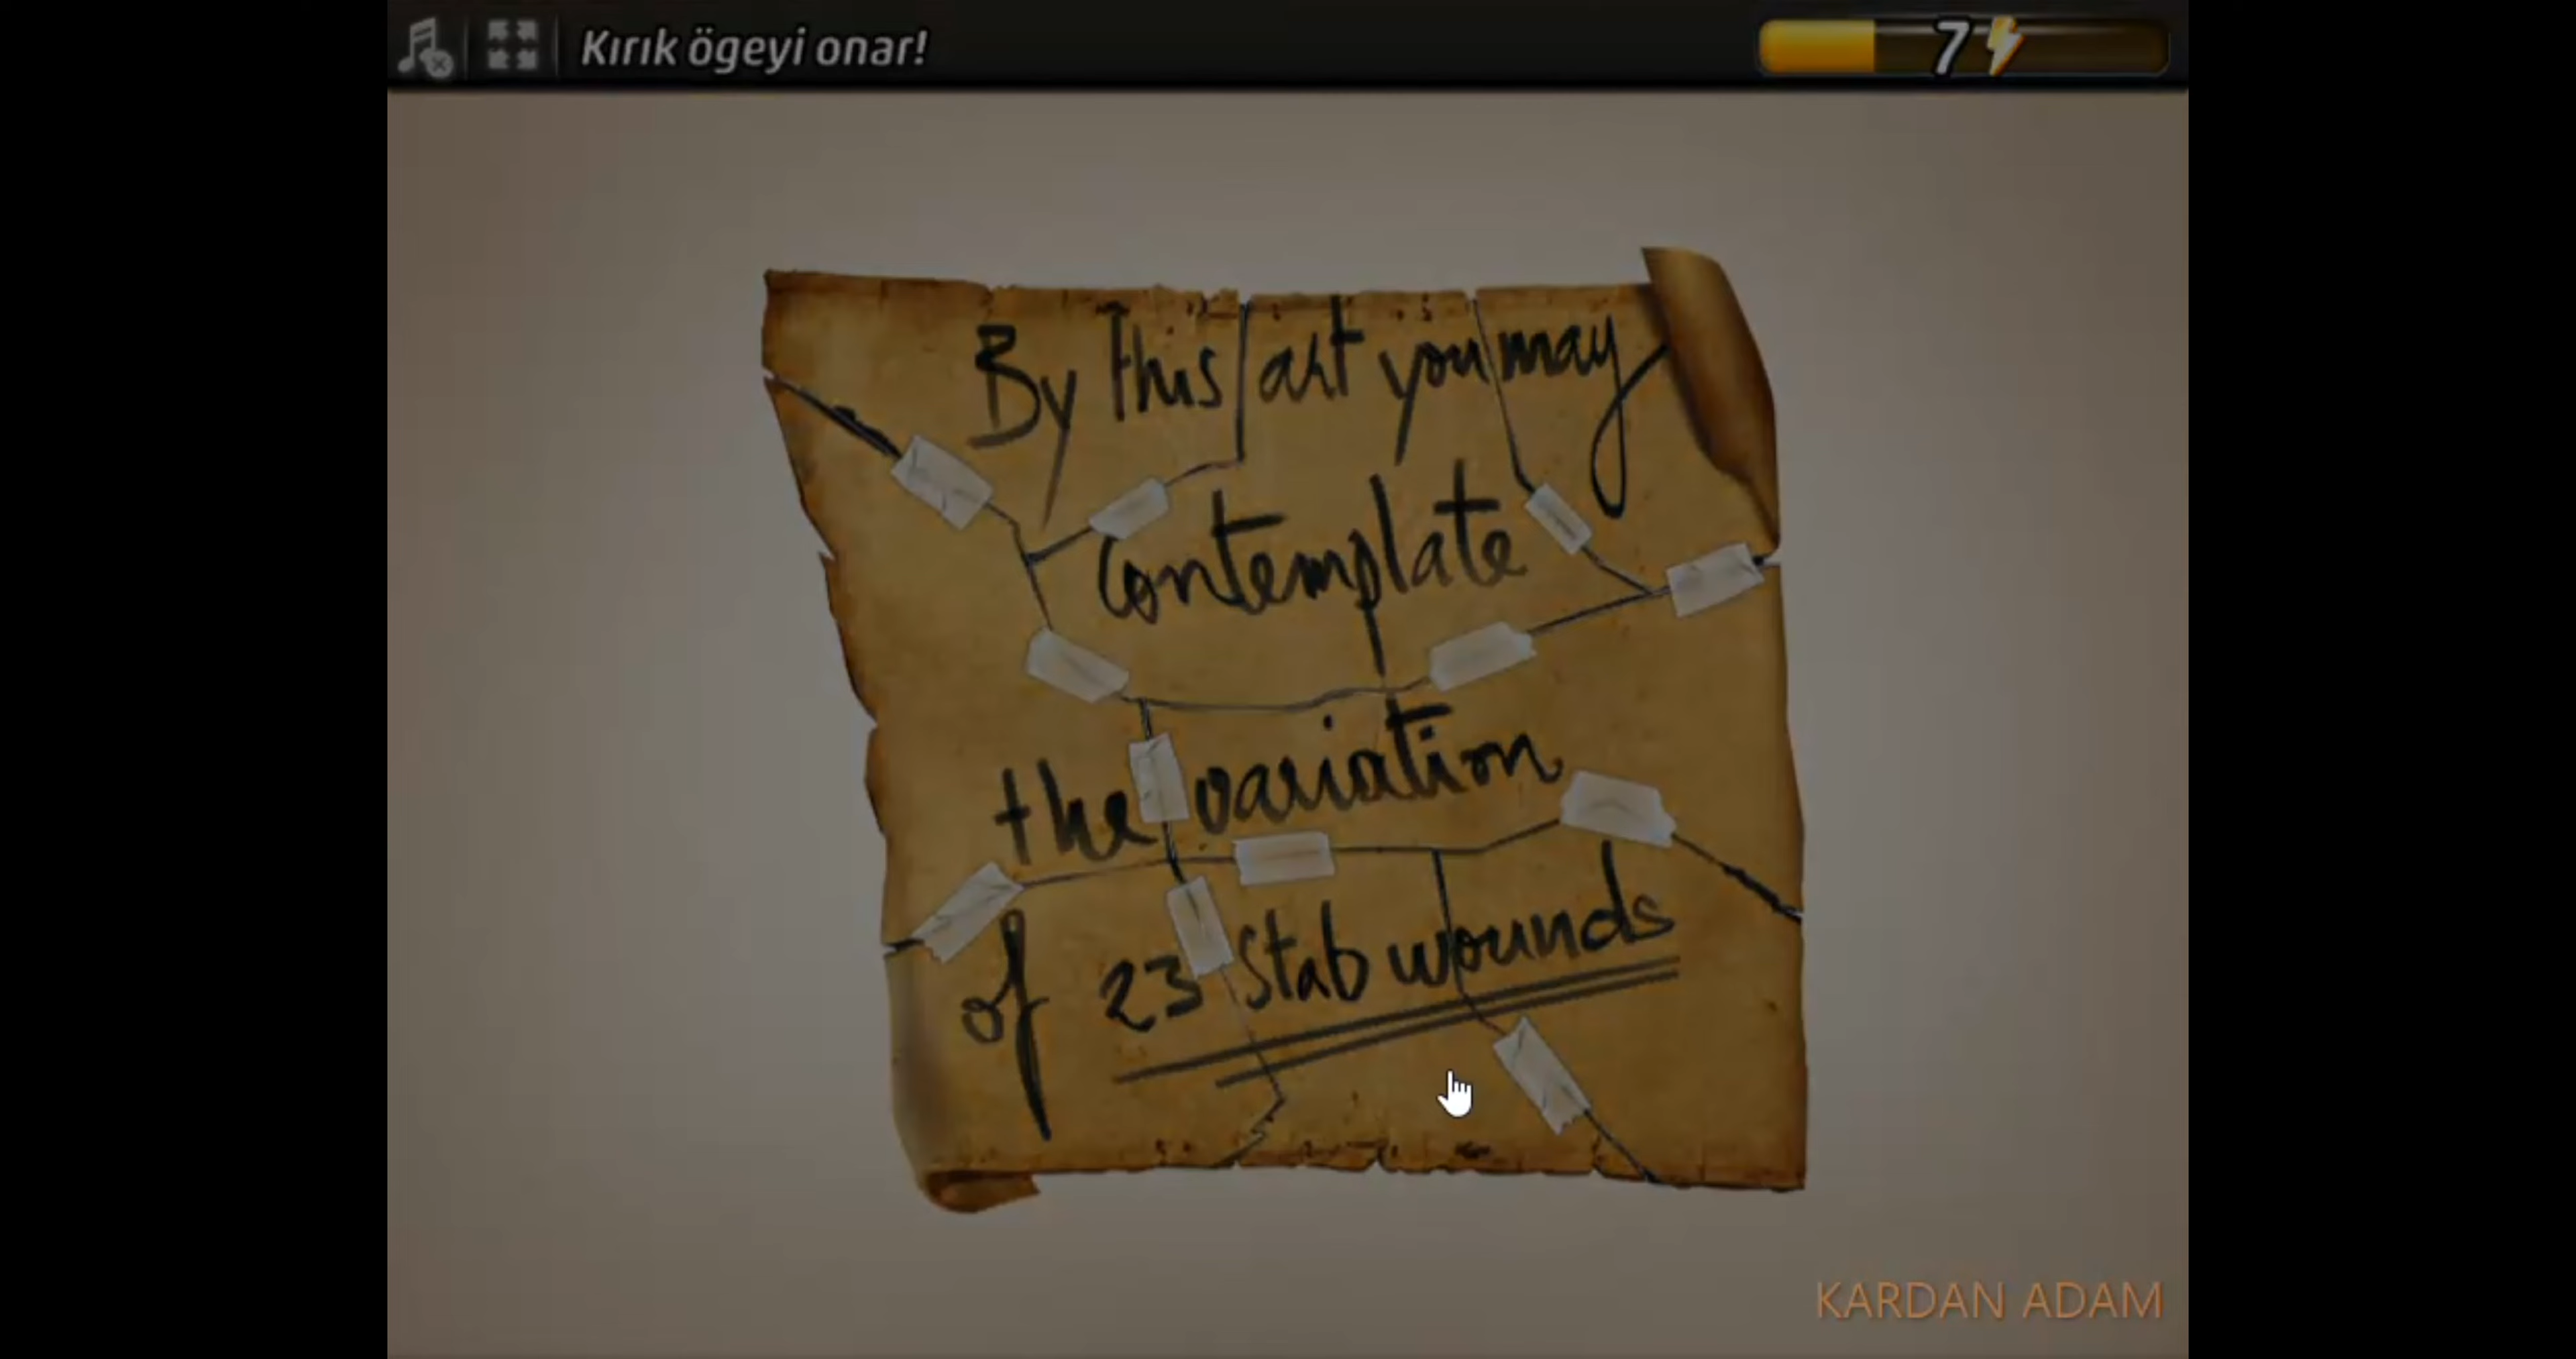 Kırık ögeyi onar!
7
By this art you may
Contemplate
the variation
of 23 Stab wounds
KARDAN ADAM